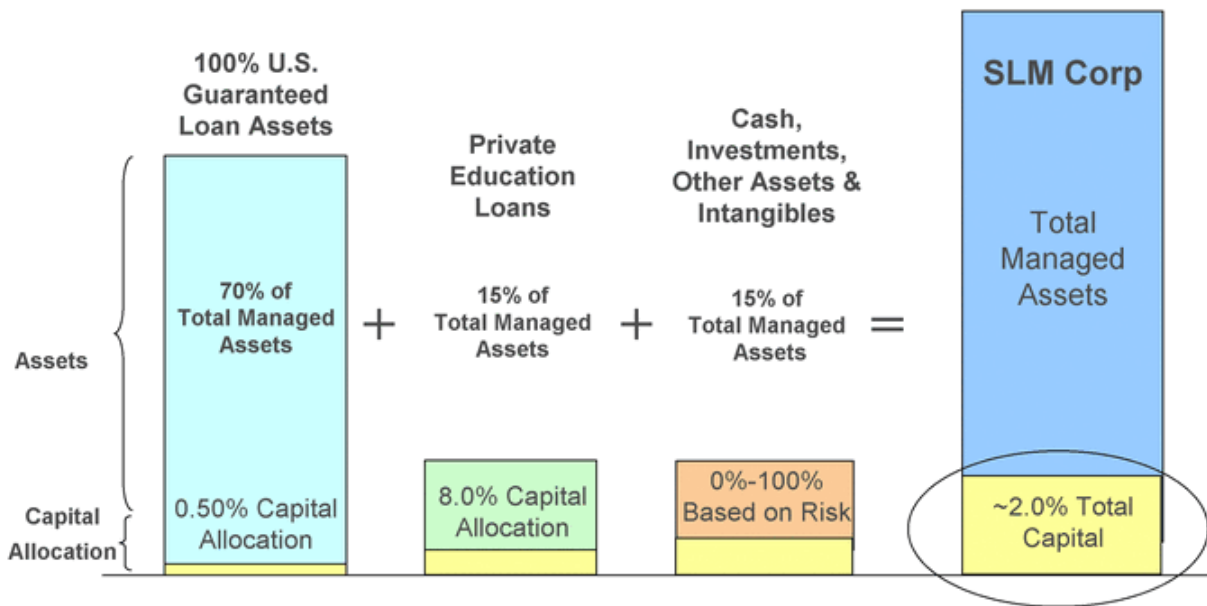 100% U.S.
Guaranteed
Loan Assets
Private
Education
Loans
Cash,
Investments,
Other Assets &
Intangibles
SLM Corp
Total
Managed
Assets
70% of
Total Managed
Assets
+
15% of
Total Managed
Assets
+
15% of
Total Managed
Assets
=
Assets
Capital
Allocation
0.50% Capital
Allocation
8.0% Capital
Allocation
0%-100%
Based on Risk
~2.0% Total
Capital